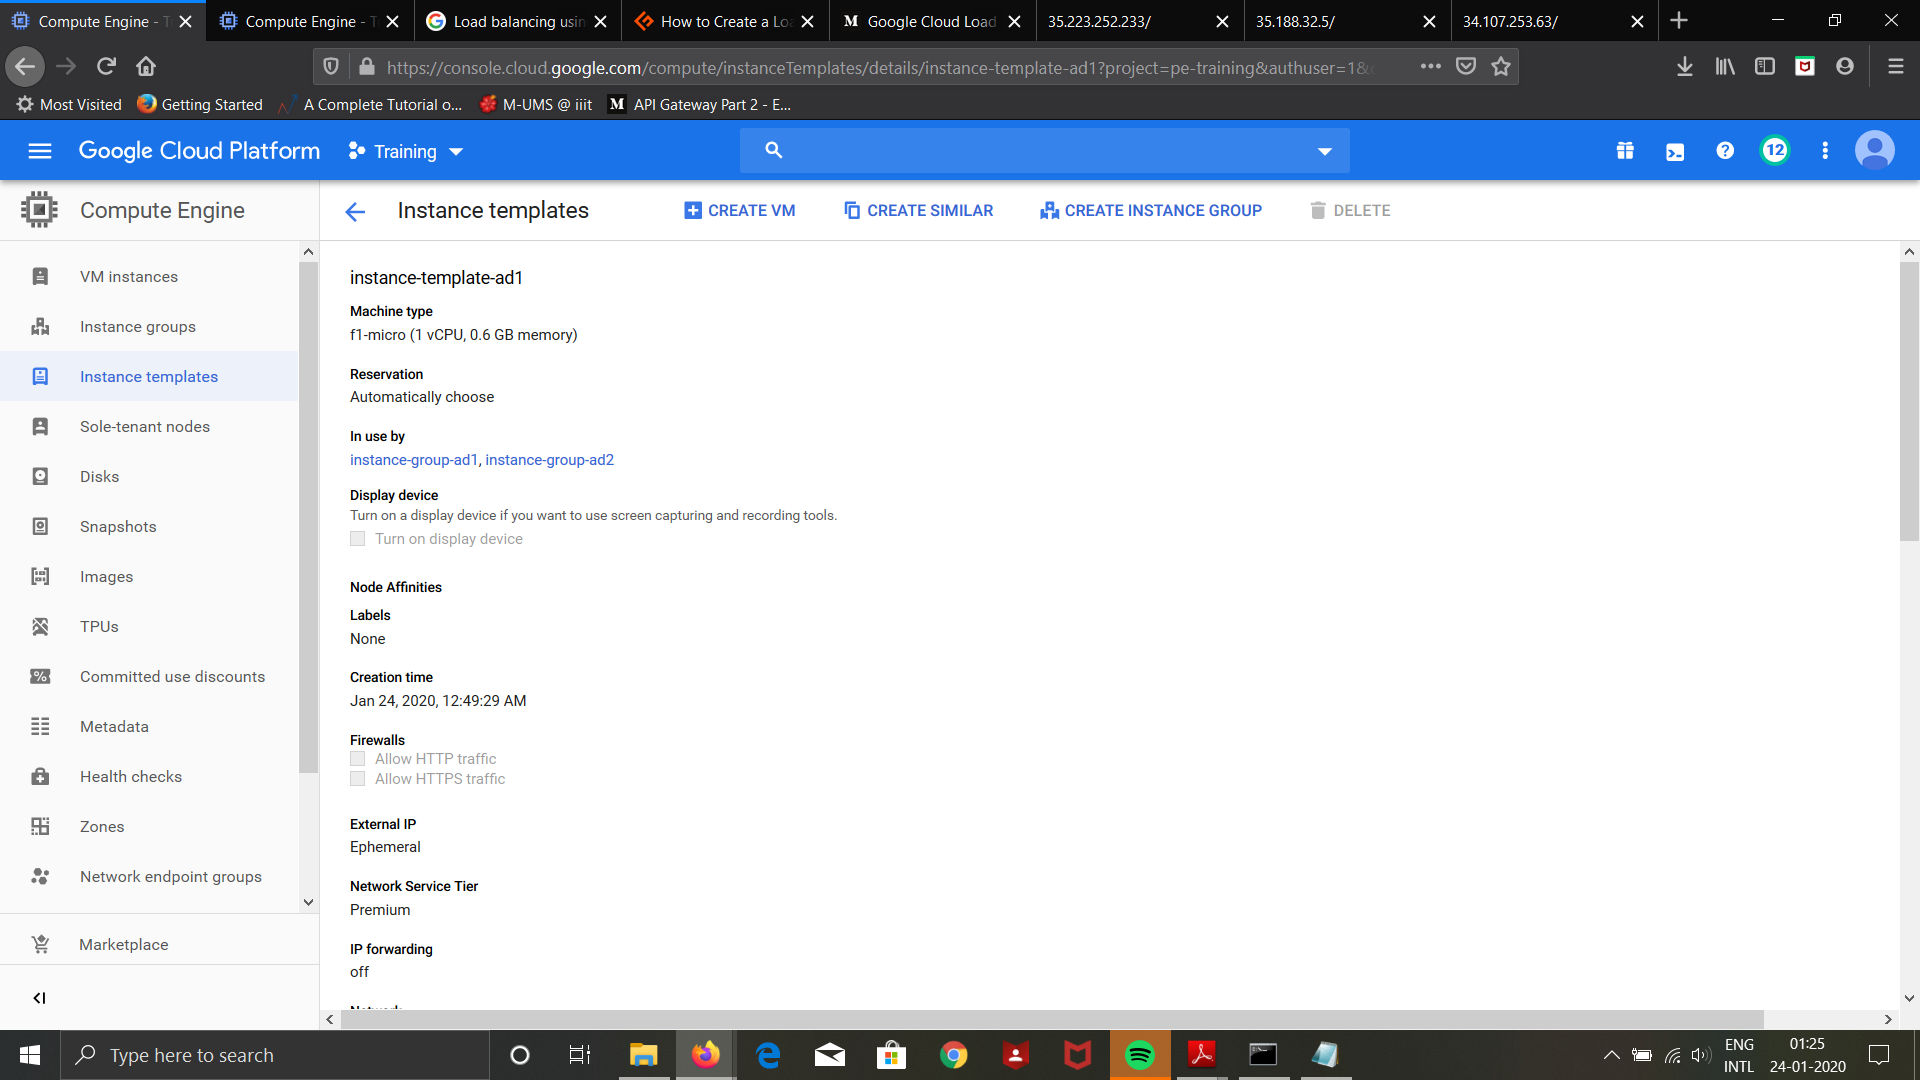 Compute Engine - T
Compute Engine - T
Load balancing usin
How to Create a Loa
Google Cloud Load
35.223.252.233/
35.188.32.5/
34.107.253.63/
https://console.cloud.google.com/compute/instanceTemplates/details/instance-template-ad1?project=pe-training&authuser=1&
Most Visited
Getting Started
A Complete Tutorial o...
M-UMS @ iiit
API Gateway Part 2 - E...
Google Cloud Platform
Training
12
Compute Engine
Instance templates
CREATE VM
CREATE SIMILAR
CREATE INSTANCE GROUP
DELETE
VM instances
Instance groups
Instance templates
Sole-tenant nodes
Disks
Snapshots
Images
TPUs
Committed use discounts
Metadata
Health checks
Zones
Network endpoint groups
Marketplace
instance-template-ad1
Machine type
f1-micro (1 vCPU, 0.6 GB memory)
Reservation
Automatically choose
In use by
instance-group-ad1, instance-group-ad2
Display device
Turn on a display device if you want to use screen capturing and recording tools.
Turn on display device
Node Affinities
Labels
None
Creation time
Jan 24, 2020, 12:49:29 AM
Firewalls
Allow HTTP traffic
Allow HTTPS traffic
External IP
Ephemeral
Network Service Tier
Premium
IP forwarding
off
Network
Type here to search
ENG
INTL
01:25
24-01-2020